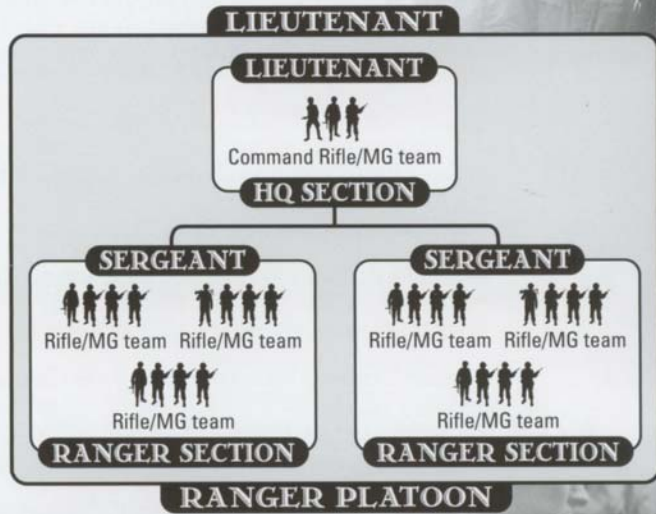 LIEUTENANT
LIEUTENANT
Command Rifle/MG team
HQ SECTION
SERGEANT
Rifle/MG team Rifle/MG team
Rifle/MG team
RANGER SECTION
SERGEANT
Rifle/MG team Rifle/MG team
Rifle/MG team
RANGER SECTION
RANGER PLATOON